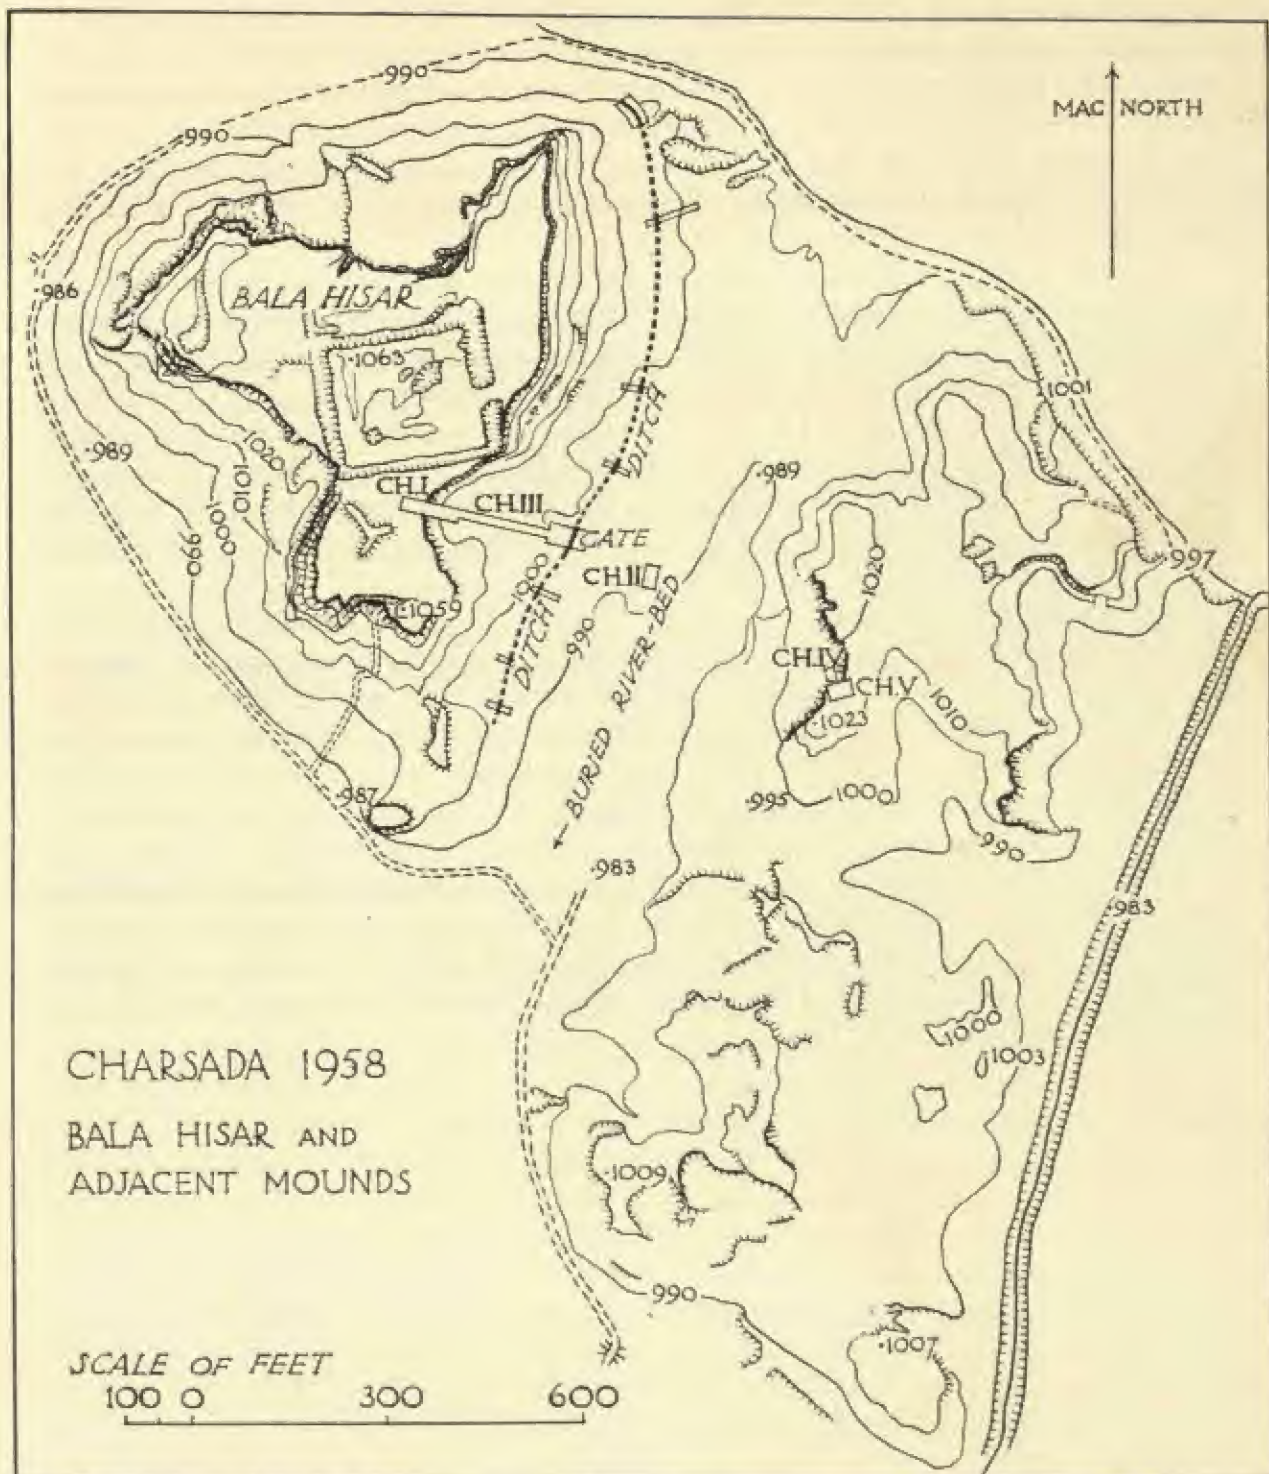 ·990
990
MAG NORTH
·986
BALA HISAR
·1063
·1001
·989
1020
1010
1000
990
CH.I
CH.III
DITCH
·989
GATE
CH.II
1000
·1059
DITCH
990
BURIED RIVER-BED
1020
·997
CH.IV
CH.V
·1023
1010
·987
·995
1000
990
·983
·983
1000
·1003
CHARSADA 1958
BALA HISAR AND
ADJACENT MOUNDS
·1009
990
·1007
SCALE OF FEET
100 0 300 600